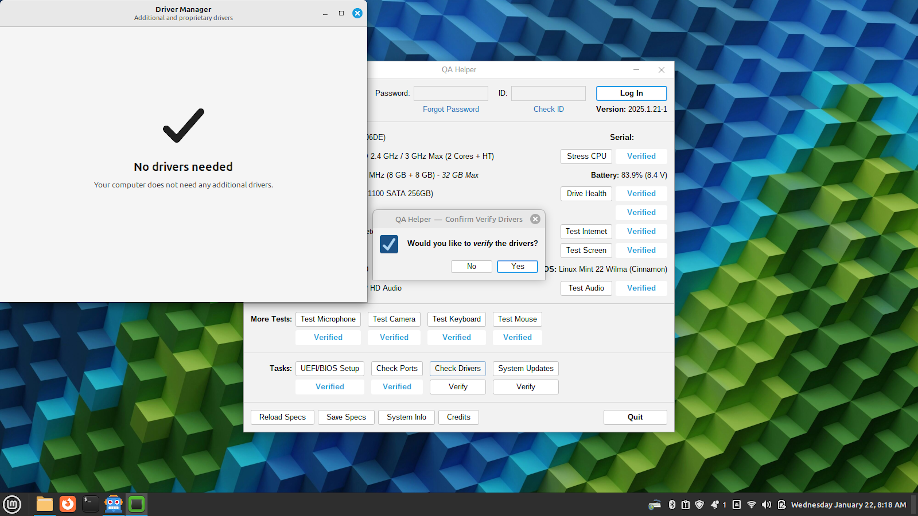 Driver Manager
Additional and proprietary drivers
No drivers needed
Your computer does not need any additional drivers.
QA Helper
Password: ID: Log In
Forgot Password Check ID Version: 2025.1.21-1
06DE) Serial:
2.4 GHz / 3 GHz Max (2 Cores + HT) Stress CPU Verified
MHz (8 GB + 8 GB) - 32 GB Max Battery: 83.9% (8.4 V)
1100 SATA 256GB) Drive Health Verified
Verified
Test Internet Verified
Test Screen Verified
OS: Linux Mint 22 Wilma (Cinnamon)
HD Audio Test Audio Verified
QA Helper — Confirm Verify Drivers
Would you like to verify the drivers?
No Yes
More Tests: Test Microphone Test Camera Test Keyboard Test Mouse
Verified Verified Verified Verified
Tasks: UEFI/BIOS Setup Check Ports Check Drivers System Updates
Verified Verified Verify Verify
Reload Specs Save Specs System Info Credits Quit
1 Wednesday January 22, 8:18 AM